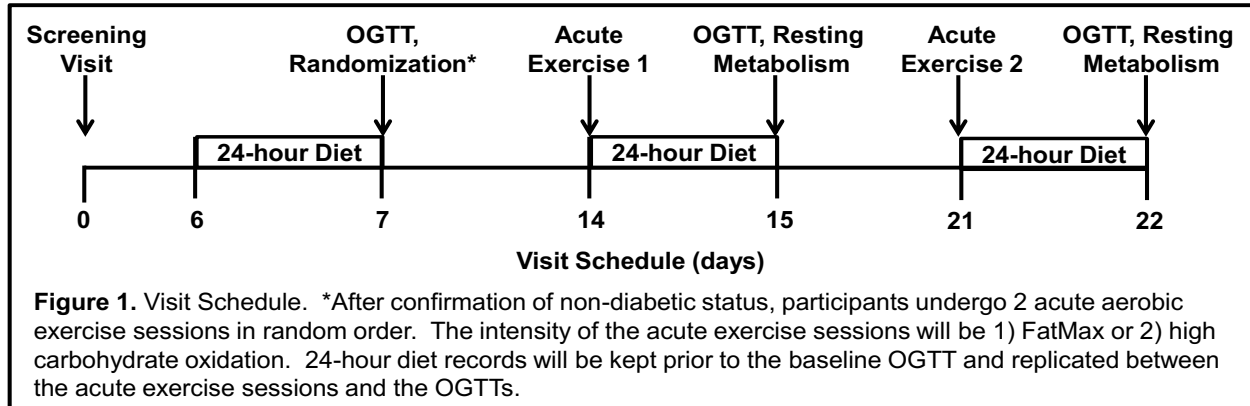 Screening Visit
OGTT, Randomization*
Acute Exercise 1
OGTT, Resting Metabolism
Acute Exercise 2
OGTT, Resting Metabolism
24-hour Diet
24-hour Diet
24-hour Diet
0
6
7
14
15
21
22
Visit Schedule (days)
Figure 1. Visit Schedule. *After confirmation of non-diabetic status, participants undergo 2 acute aerobic
exercise sessions in random order. The intensity of the acute exercise sessions will be 1) FatMax or 2) high
carbohydrate oxidation. 24-hour diet records will be kept prior to the baseline OGTT and replicated between
the acute exercise sessions and the OGTTs.